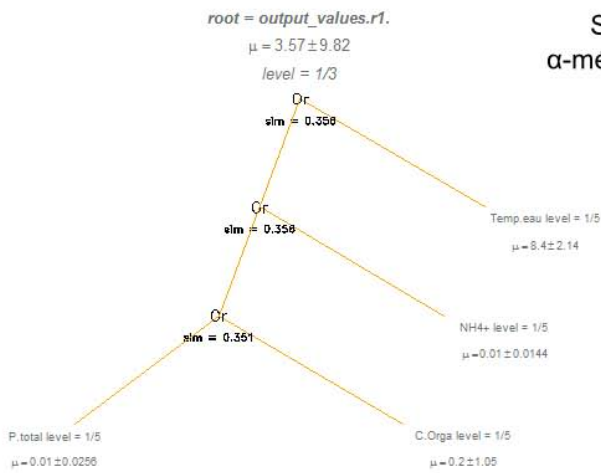 root = output_values.r1.
μ = 3.57±9.82
level = 1/3
Or
sim = 0.356
Temp.eau level = 1/5
μ=8.4±2.14
Or
sim = 0.356
NH4+ level = 1/5
μ=0.01±0.0144
Or
sim = 0.351
P.total level = 1/5
μ=0.01±0.0256
C.Orga level = 1/5
μ=0.2±1.05